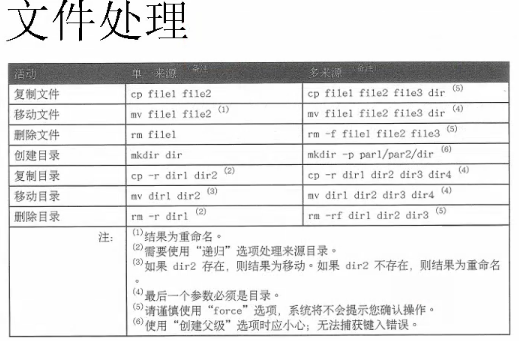 文件处理
活动 单一来源(备注) 多来源(备注)
复制文件 cp file1 file2 cp file1 file2 file3 dir (5)
移动文件 mv file1 file2 (1) mv file1 file2 file3 dir (4)
删除文件 rm file1 rm -f file1 file2 file3 (5)
创建目录 mkdir dir mkdir -p par1/par2/dir (6)
复制目录 cp -r dir1 dir2 (2) cp -r dir1 dir2 dir3 dir4 (4)
移动目录 mv dir1 dir2 (3) mv dir1 dir2 dir3 dir4 (4)
删除目录 rm -r dir1 (2) rm -rf dir1 dir2 dir3 (5)
注: (1)结果为重命名。
(2)需要使用“递归”选项处理来源目录。
(3)如果 dir2 存在, 则结果为移动。如果 dir2 不存在, 则结果为重命名
。
(4)最后一个参数必须是目录。
(5)请谨慎使用“force”选项, 系统将不会提示您确认操作。
(6)使用“创建父级”选项时应小心; 无法捕获键入错误。